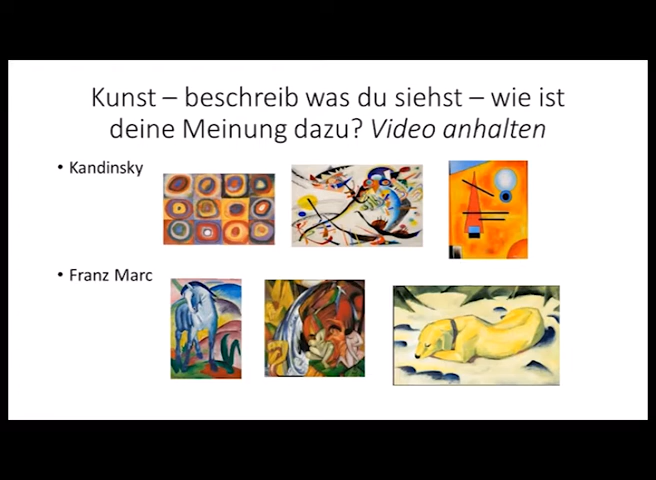 Kunst – beschreib was du siehst – wie ist
deine Meinung dazu? Video anhalten
• Kandinsky
• Franz Marc